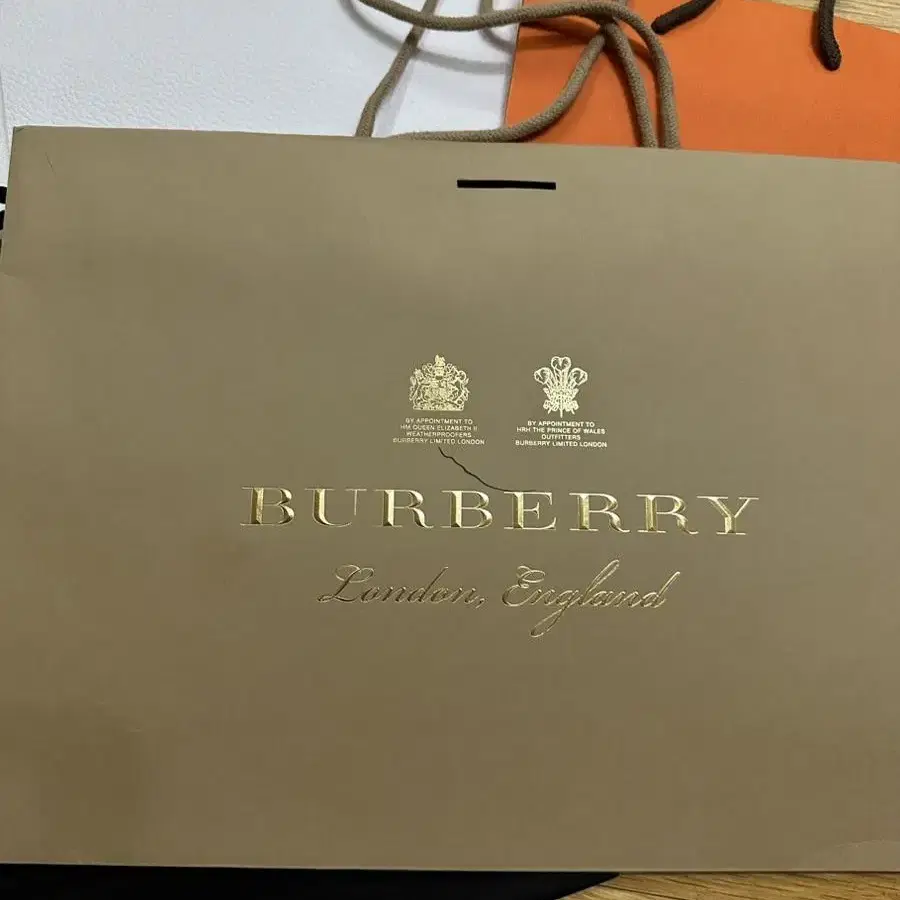 BY APPOINTMENT TO
HM QUEEN ELIZABETH II
WEATHERPROOFERS
BURBERRY LIMITED LONDON
BY APPOINTMENT TO
HRH THE PRINCE OF WALES
OUTFITTERS
BURBERRY LIMITED LONDON
BURBERRY
London, England